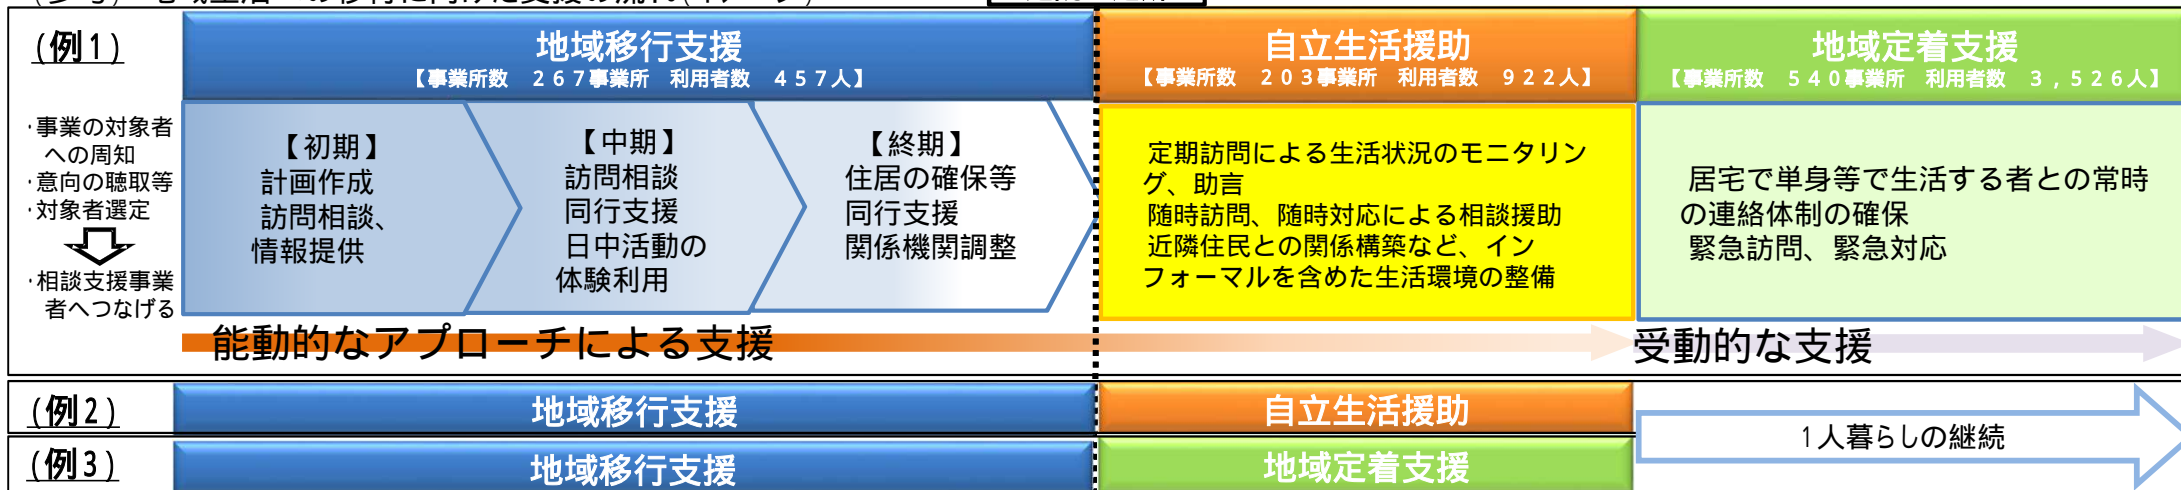 (例1)
地域移行支援
【事業所数 267事業所 利用者数 457人】
自立生活援助
【事業所数 203事業所 利用者数 922人】
地域定着支援
【事業所数 540事業所 利用者数 3,526人】
・事業の対象者
への周知
・意向の聴取等
・対象者選定
・相談支援事業
者へつなげる
【初期】
計画作成
訪問相談、
情報提供
【中期】
訪問相談
同行支援
日中活動の
体験利用
【終期】
住居の確保等
同行支援
関係機関調整
定期訪問による生活状況のモニタリン
グ、助言
随時訪問、随時対応による相談援助
近隣住民との関係構築など、イン
フォーマルを含めた生活環境の整備
居宅で単身等で生活する者との常時
の連絡体制の確保
緊急訪問、緊急対応
能動的なアプローチによる支援
受動的な支援
(例2)
地域移行支援
自立生活援助
1人暮らしの継続
(例3)
地域移行支援
地域定着支援